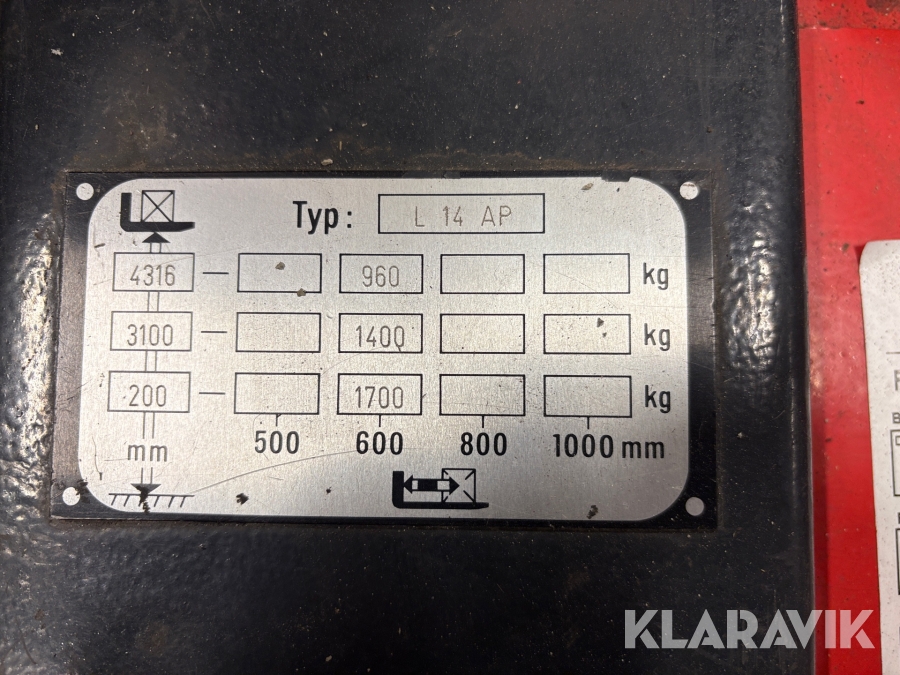 Typ: L 14 AP
4316 — 960 kg
3100 — 1400 kg
200 — 1700 kg
mm 500 600 800 1000 mm
KLARAVIK